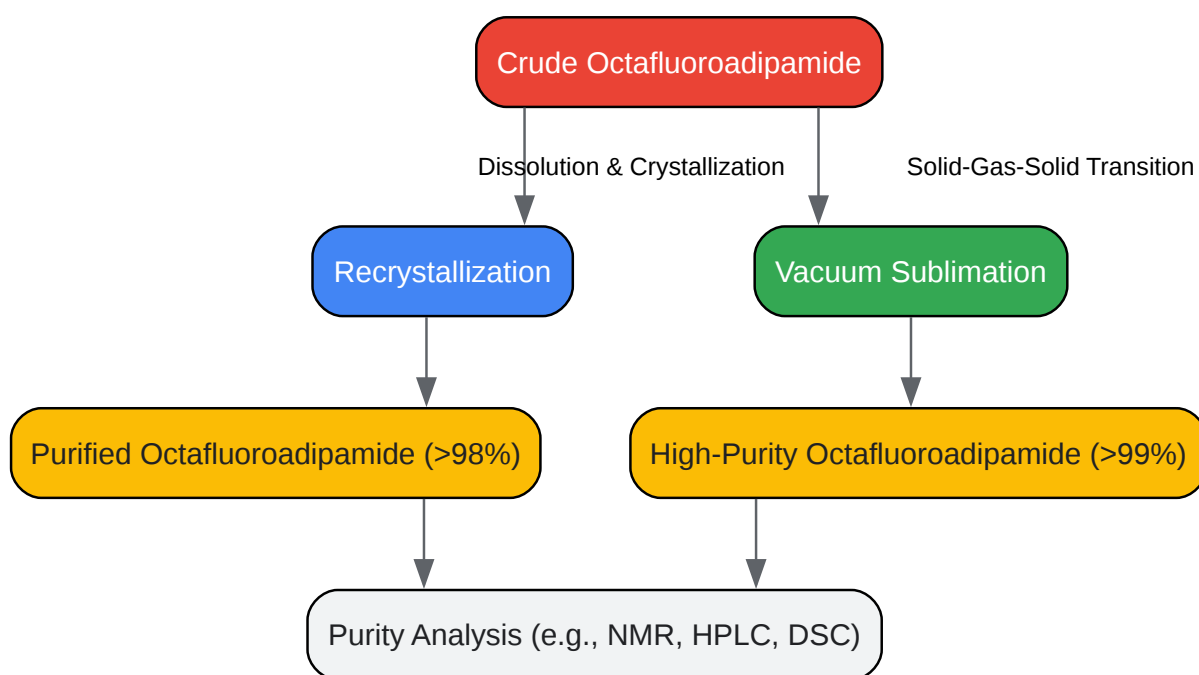 Crude Octafluoroadipamide
Dissolution & Crystallization
Solid-Gas-Solid Transition
Recrystallization
Vacuum Sublimation
Purified Octafluoroadipamide (>98%)
High-Purity Octafluoroadipamide (>99%)
Purity Analysis (e.g., NMR, HPLC, DSC)